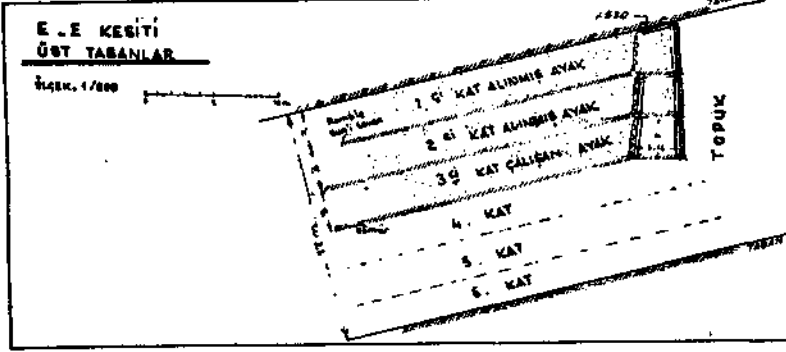 E-E KESİTİ
ÜST TABANLAR
TABAN
1 Cİ KAT ALINMIŞ AYAK
2 Cİ KAT ALINMIŞ AYAK
3 CÜ KAT ÇALIŞAN AYAK
4. KAT
5. KAT
6. KAT
TOPUK